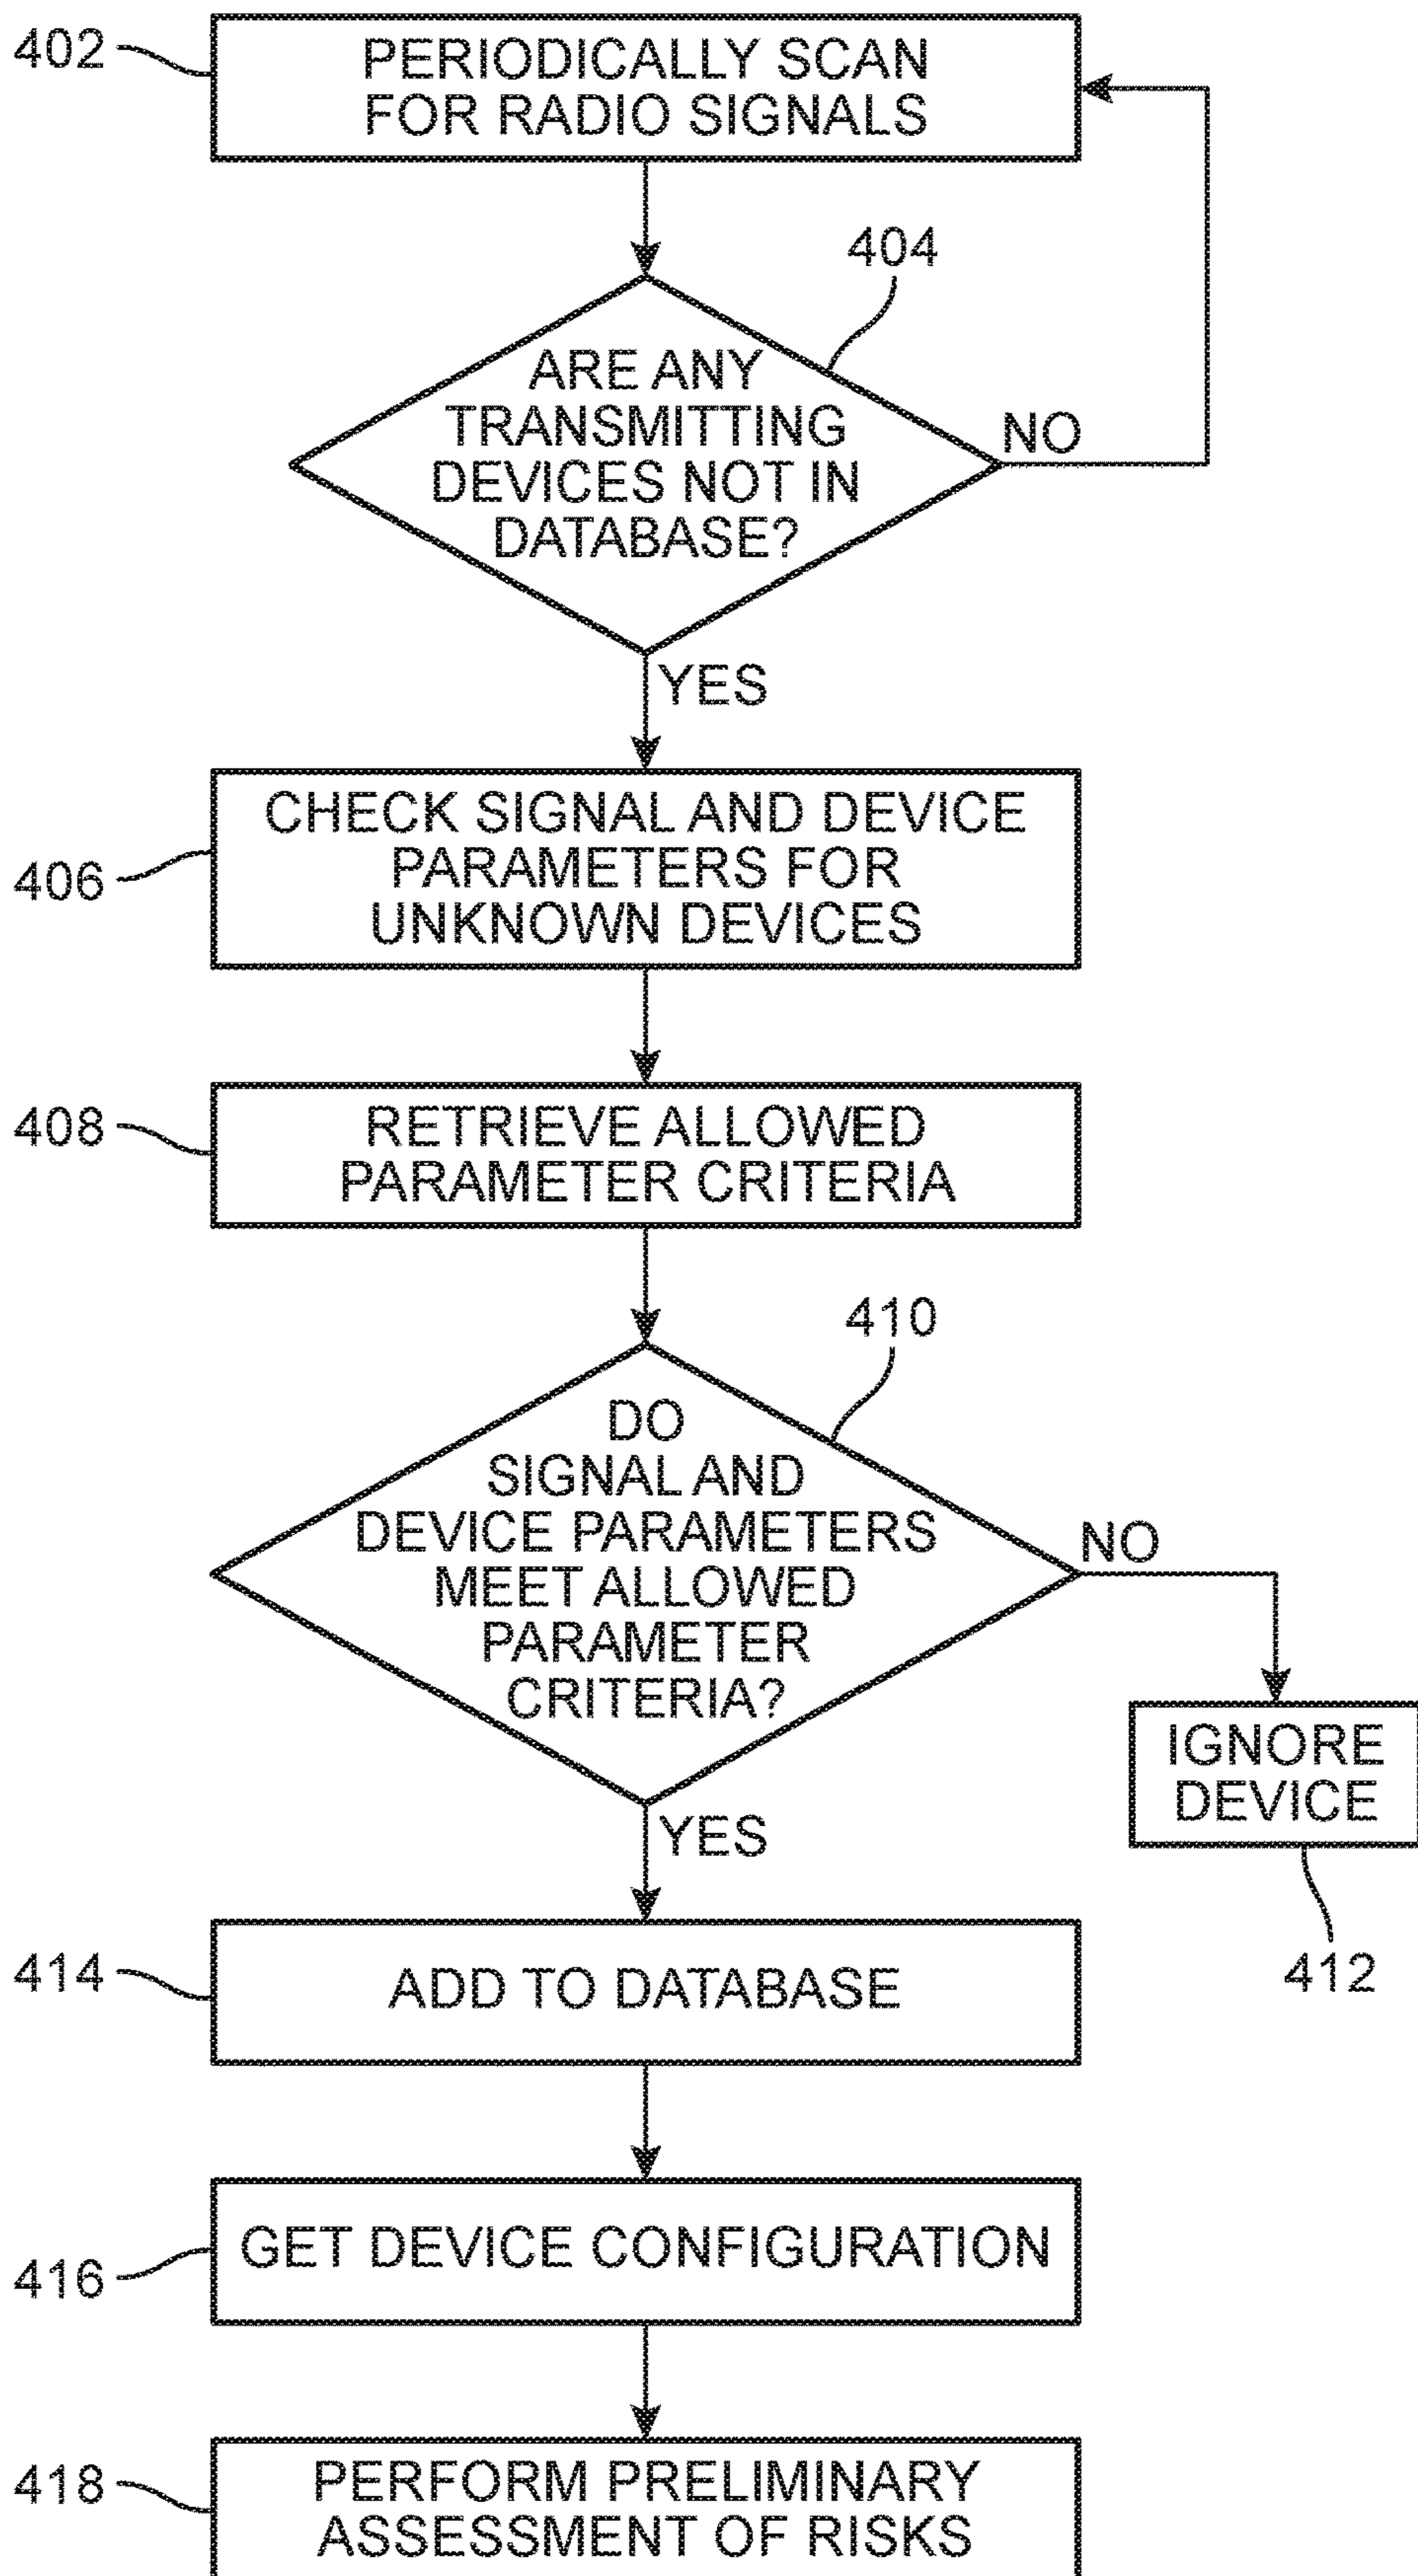 402
PERIODICALLY SCAN
FOR RADIO SIGNALS
404
ARE ANY
TRANSMITTING
DEVICES NOT IN
DATABASE?
NO
YES
406
CHECK SIGNAL AND DEVICE
PARAMETERS FOR
UNKNOWN DEVICES
408
RETRIEVE ALLOWED
PARAMETER CRITERIA
410
DO
SIGNAL AND
DEVICE PARAMETERS
MEET ALLOWED
PARAMETER
CRITERIA?
NO
IGNORE
DEVICE
412
YES
414
ADD TO DATABASE
416
GET DEVICE CONFIGURATION
418
PERFORM PRELIMINARY
ASSESSMENT OF RISKS